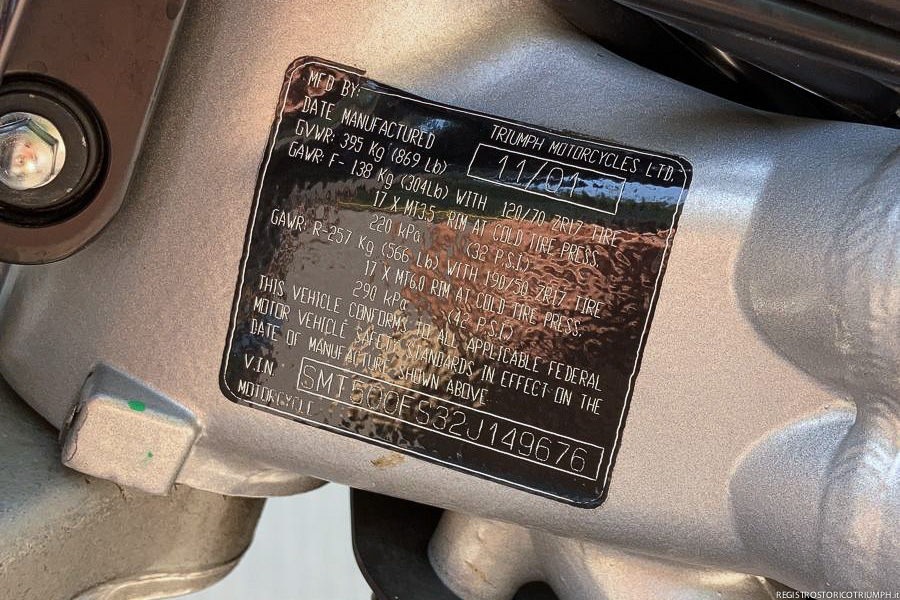 MFD BY:
TRIUMPH MOTORCYCLES LTD.
DATE MANUFACTURED 11/01
GVWR: 395 Kg (869 Lb)
GAWR: F- 138 Kg (304Lb) WITH 120/70 ZR17 TIRE
17 X MT3.5 RIM AT COLD TIRE PRESS.
220 kPa (32 P.S.I.)
GAWR: R-257 Kg (566 Lb) WITH 190/50 ZR17 TIRE
17 X MT6.0 RIM AT COLD TIRE PRESS.
290 kPa (42 P.S.I.)
THIS VEHICLE CONFORMS TO ALL APPLICABLE FEDERAL
MOTOR VEHICLE SAFETY STANDARDS IN EFFECT ON THE
DATE OF MANUFACTURE SHOWN ABOVE
V.I.N. SMT500FS32J149676
MOTORCYCLE
REGISTROSTORICOTRIUMPH.it